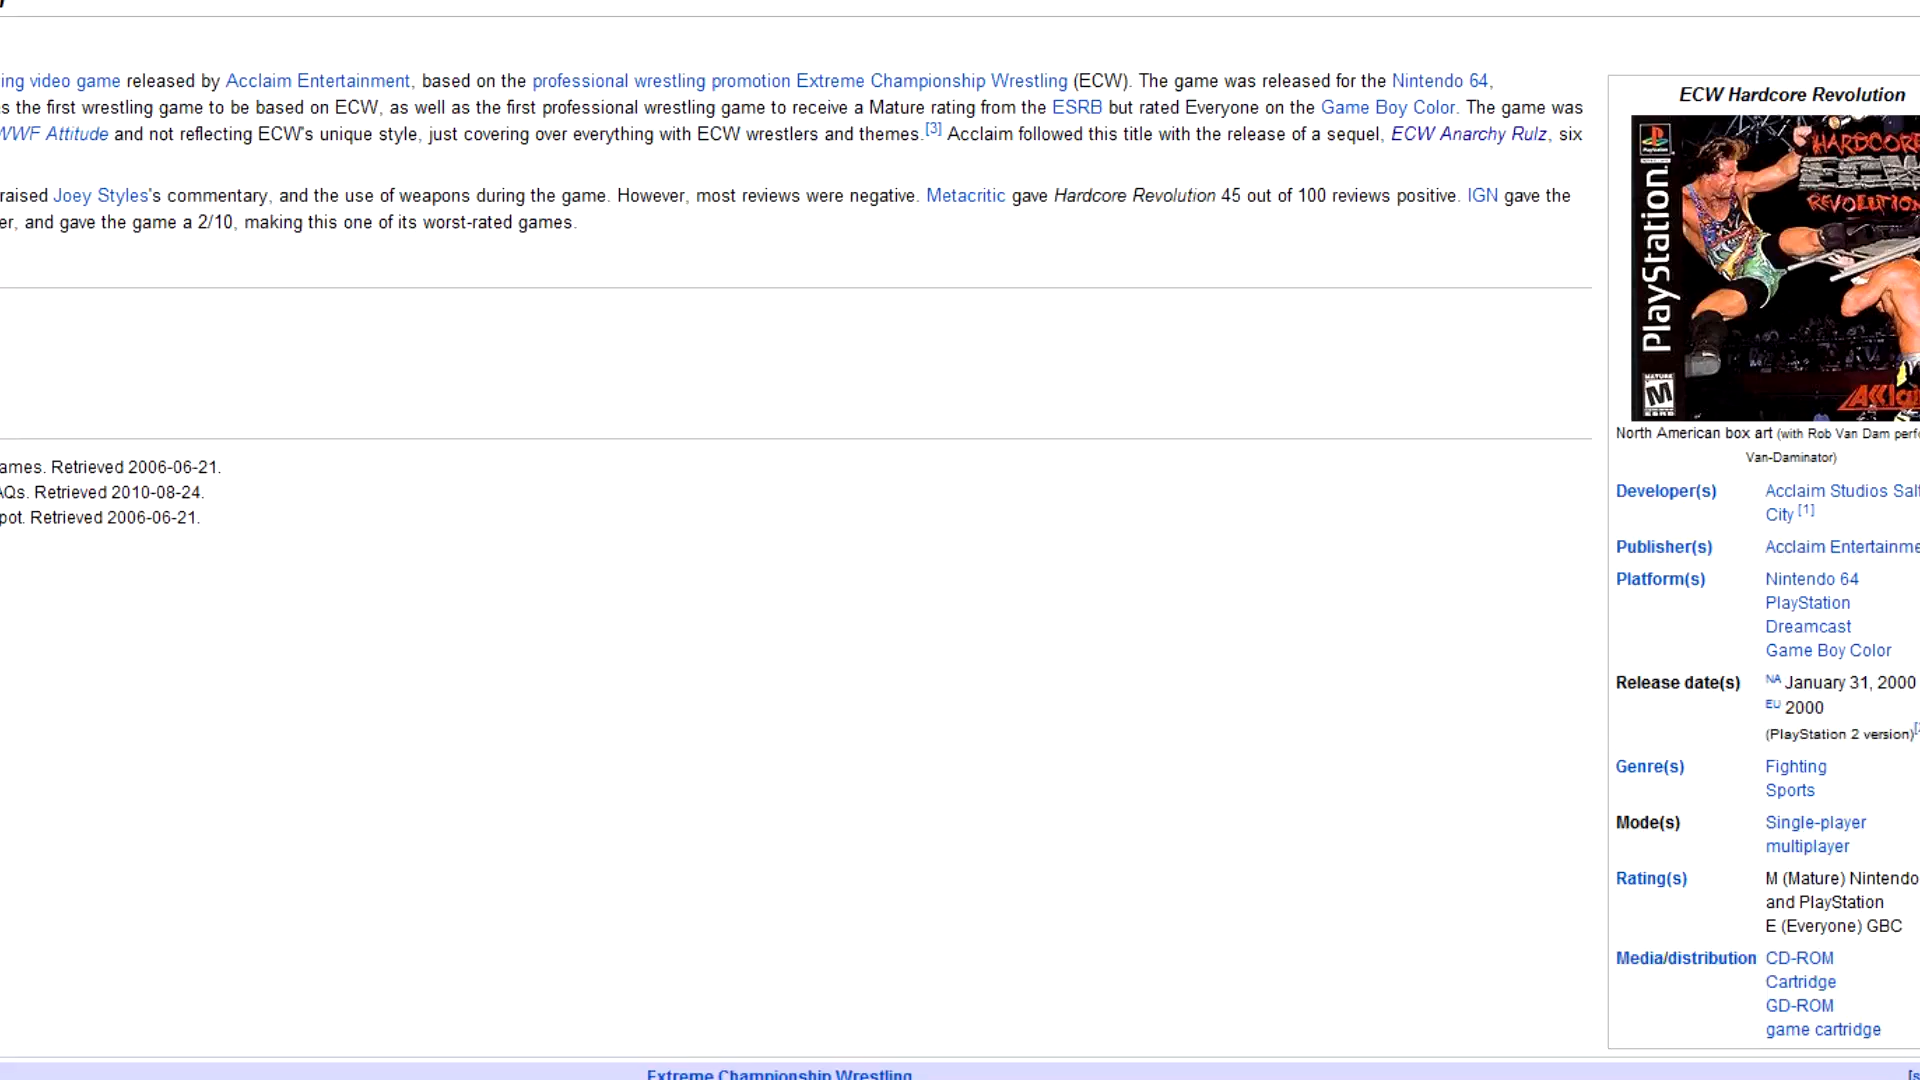 ing video game released by Acclaim Entertainment, based on the professional wrestling promotion Extreme Championship Wrestling (ECW). The game was released for the Nintendo 64,
s the first wrestling game to be based on ECW, as well as the first professional wrestling game to receive a Mature rating from the ESRB but rated Everyone on the Game Boy Color. The game was
WWF Attitude and not reflecting ECW's unique style, just covering over everything with ECW wrestlers and themes.[3] Acclaim followed this title with the release of a sequel, ECW Anarchy Rulz, six
raised Joey Styles's commentary, and the use of weapons during the game. However, most reviews were negative. Metacritic gave Hardcore Revolution 45 out of 100 reviews positive. IGN gave the
er, and gave the game a 2/10, making this one of its worst-rated games.
ames. Retrieved 2006-06-21.
AQs. Retrieved 2010-08-24.
pot. Retrieved 2006-06-21.
ECW Hardcore Revolution
PlayStation
HARDCORE
ECW
REVOLUTION
MATURE
M
ESRB
North American box art (with Rob Van Dam perfo
Van-Daminator)
Developer(s) Acclaim Studios Salt
City [1]
Publisher(s) Acclaim Entertainme
Platform(s) Nintendo 64
PlayStation
Dreamcast
Game Boy Color
Release date(s) NA January 31, 2000
EU 2000
(PlayStation 2 version)
Genre(s) Fighting
Sports
Mode(s) Single-player
multiplayer
Rating(s) M (Mature) Nintendo
and PlayStation
E (Everyone) GBC
Media/distribution CD-ROM
Cartridge
GD-ROM
game cartridge
Extreme Championship Wrestling